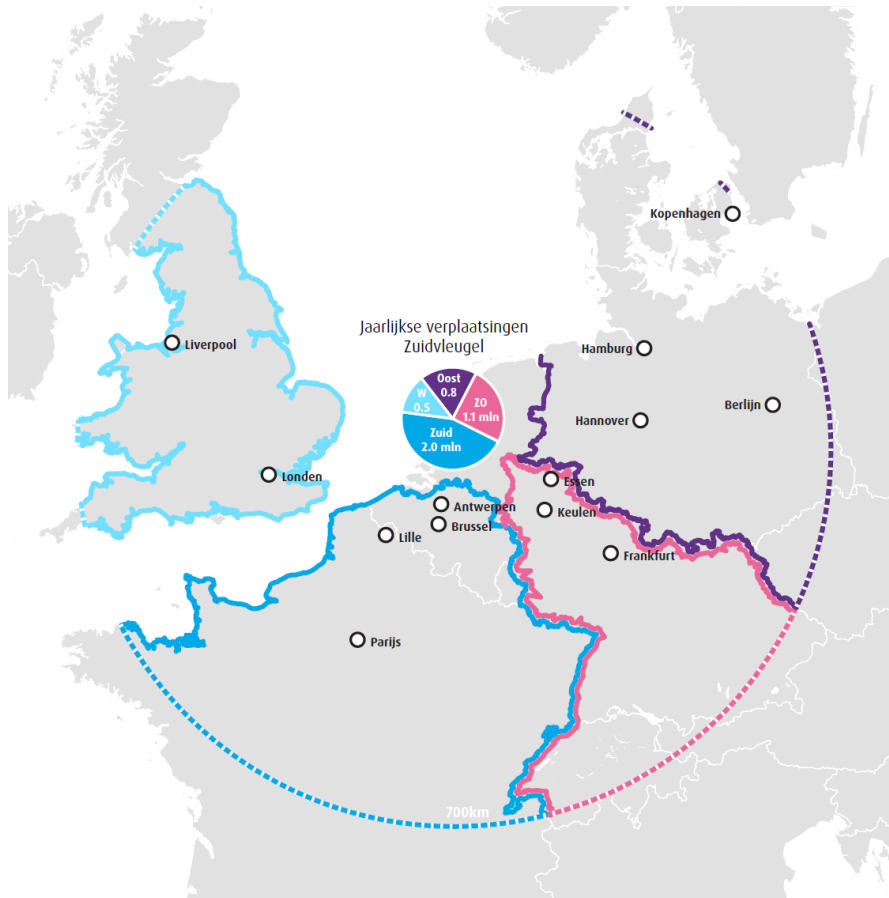 Kopenhagen
Jaarlijkse verplaatsingen
Zuidvleugel
Liverpool
Hamburg
Oost
0.8
W
0.5
ZO
1.1 mln
Zuid
2.0 mln
Berlijn
Hannover
Londen
Essen
Antwerpen
Keulen
Brussel
Lille
Frankfurt
Parijs
700km